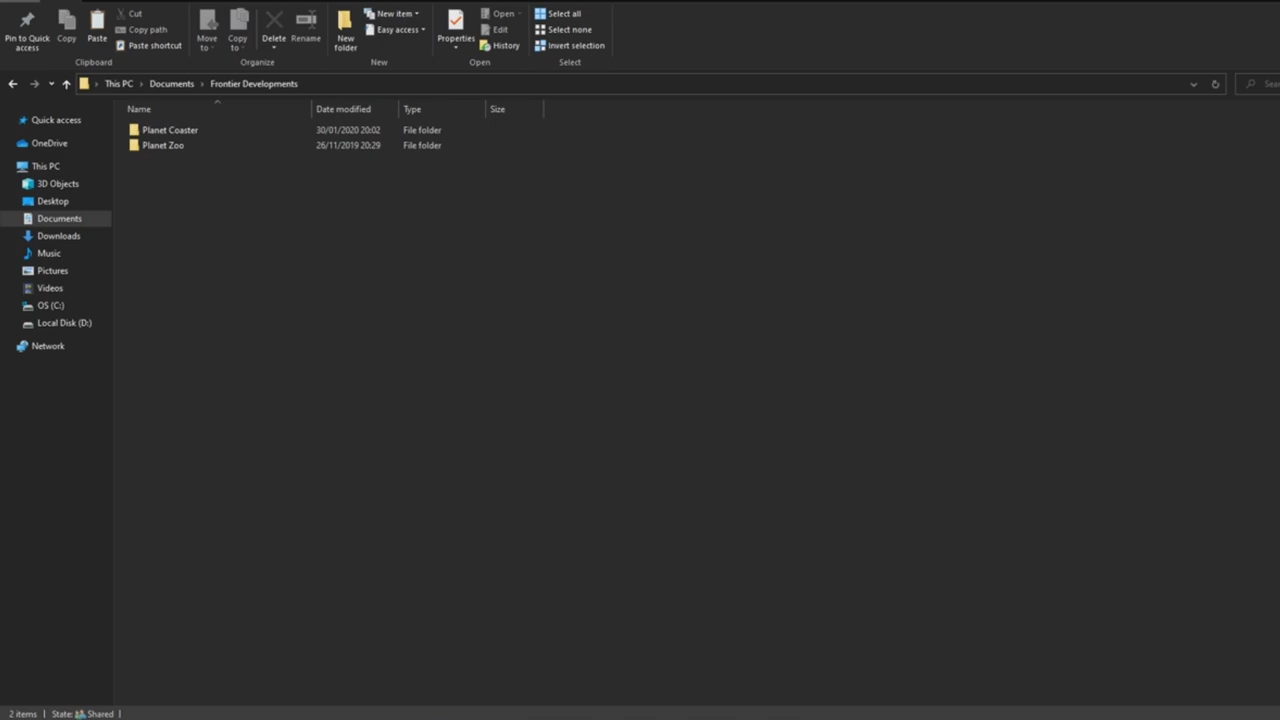 Pin to Quick access
Copy
Paste
Cut
Copy path
Paste shortcut
Clipboard
Move to
Copy to
Delete
Rename
Organize
New folder
New item
Easy access
New
Properties
Open
Edit
History
Open
Select all
Select none
Invert selection
Select
This PC > Documents > Frontier Developments
Name Date modified Type Size
Planet Coaster 30/01/2020 20:02 File folder
Planet Zoo 26/11/2019 20:29 File folder
Quick access
OneDrive
This PC
3D Objects
Desktop
Documents
Downloads
Music
Pictures
Videos
OS (C:)
Local Disk (D:)
Network
2 items | State: Shared |